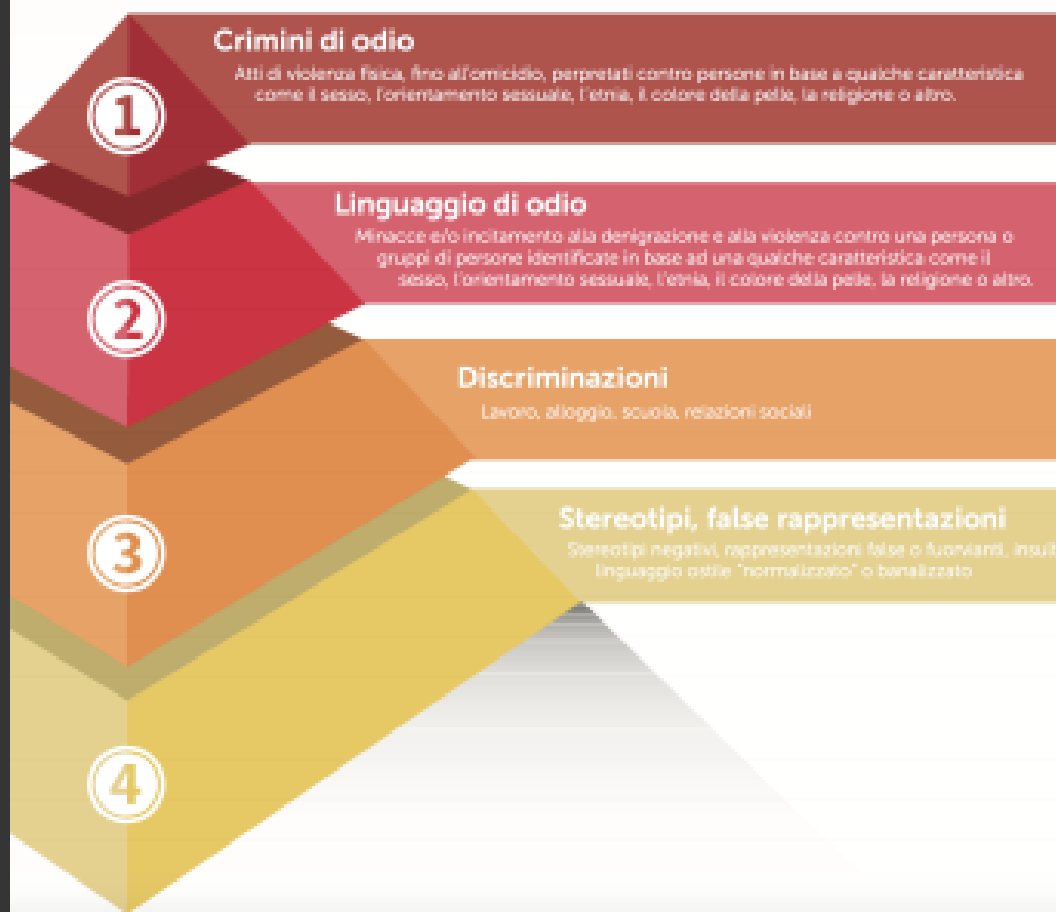 Crimini di odio
Atti di violenza fisica, fino all'omicidio, perpretati contro persone in base a qualche caratteristica
come il sesso, l'orientamento sessuale, l'etnia, il colore della pelle, la religione o altro.
1
Linguaggio di odio
Minacce e/o incitamento alla denigrazione e alla violenza contro una persona o
gruppi di persone identificate in base ad una qualche caratteristica come il
sesso, l'orientamento sessuale, l'etnia, il colore della pelle, la religione o altro.
2
Discriminazioni
Lavoro, alloggio, scuola, relazioni sociali
3
Stereotipi, false rappresentazioni
Stereotipi negativi, rappresentazioni false o fuorvianti,
linguaggio ostile "normalizzato" o banalizzato
4